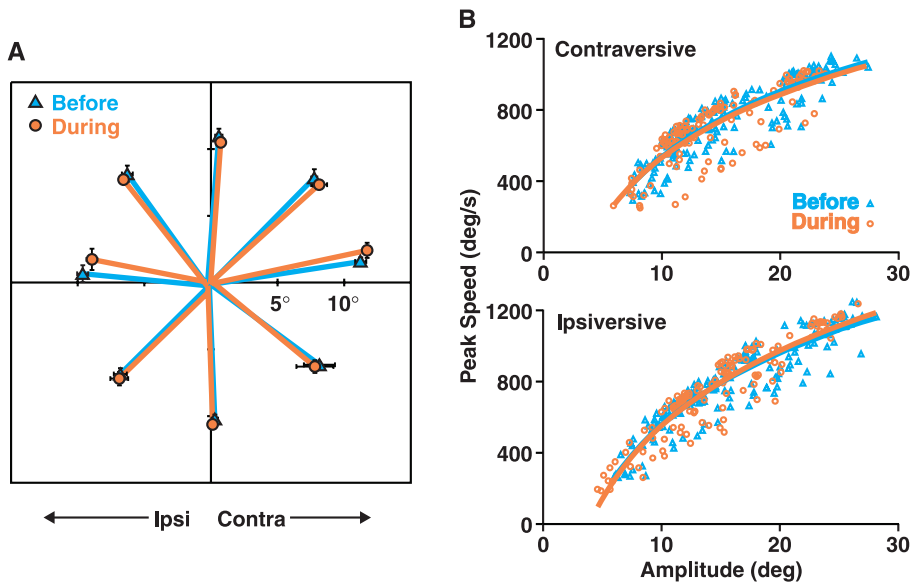 A
Before
During
5°
10°
Ipsi
Contra
B
Contraversive
1200
800
400
0
0
10
20
30
Before
During
Peak Speed (deg/s)
Ipsiversive
1200
800
400
0
0
10
20
30
Amplitude (deg)